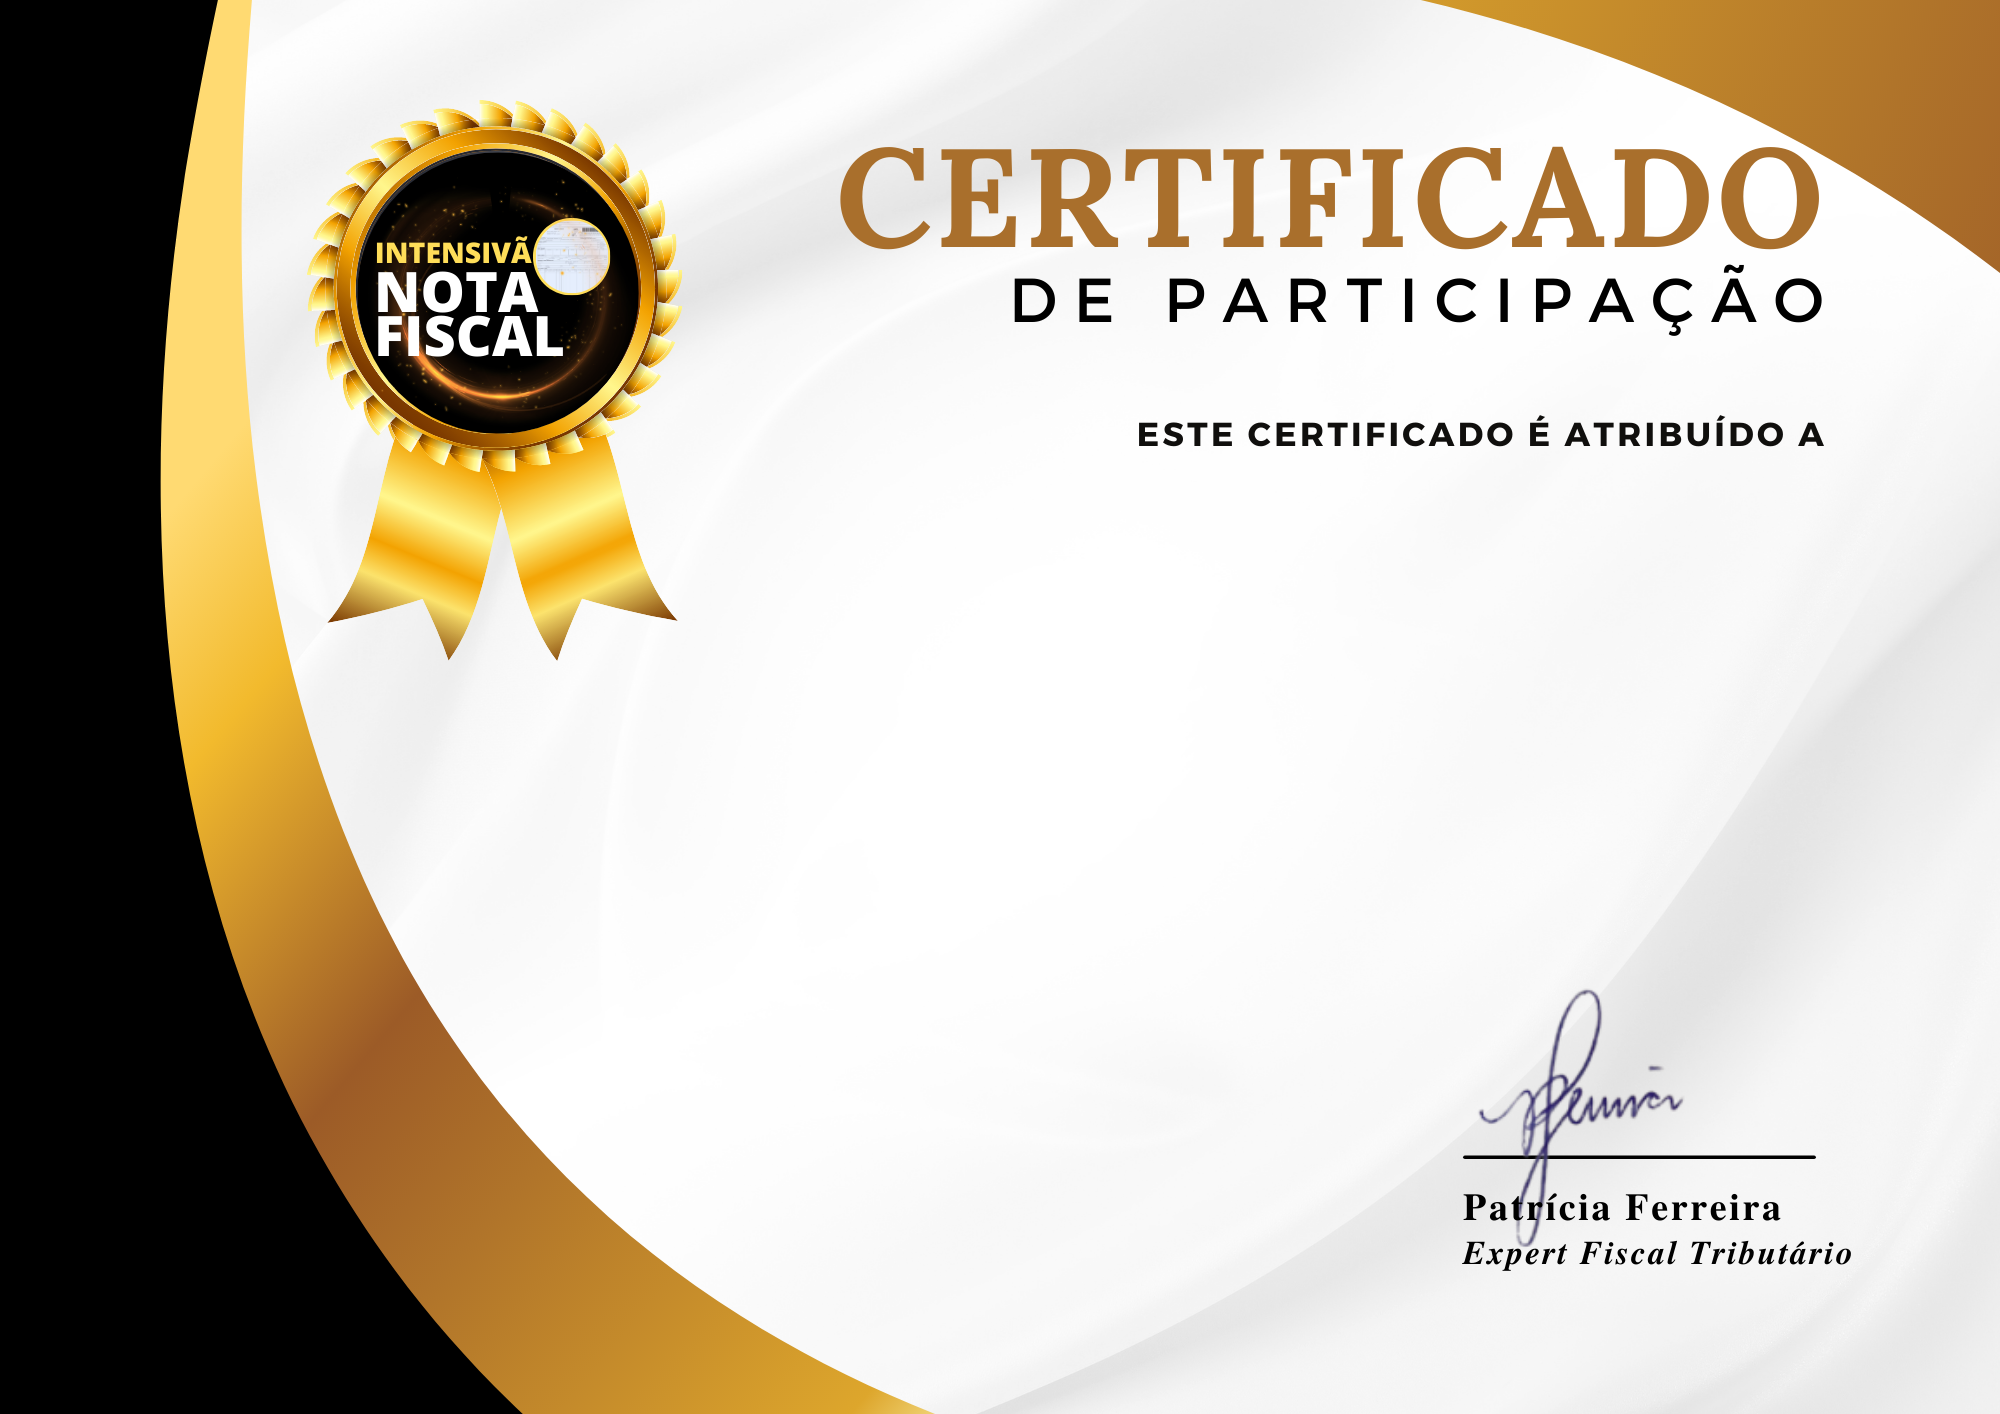 INTENSIVÃ
NOTA
FISCAL
CERTIFICADO
DE PARTICIPAÇÃO
ESTE CERTIFICADO É ATRIBUÍDO A
Patrícia Ferreira
Expert Fiscal Tributário